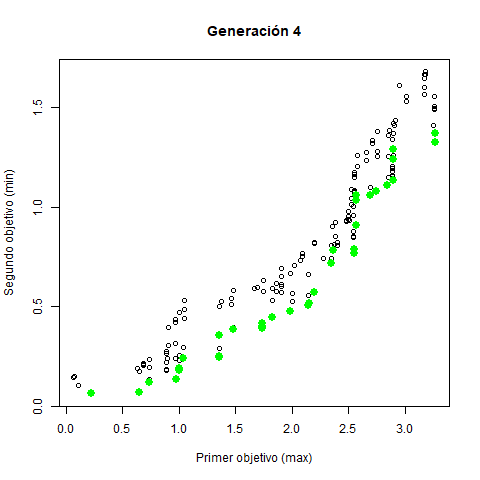 Generación 4
Segundo objetivo (min)
1.5
1.0
0.5
0.0
0.0 0.5 1.0 1.5 2.0 2.5 3.0
Primer objetivo (max)